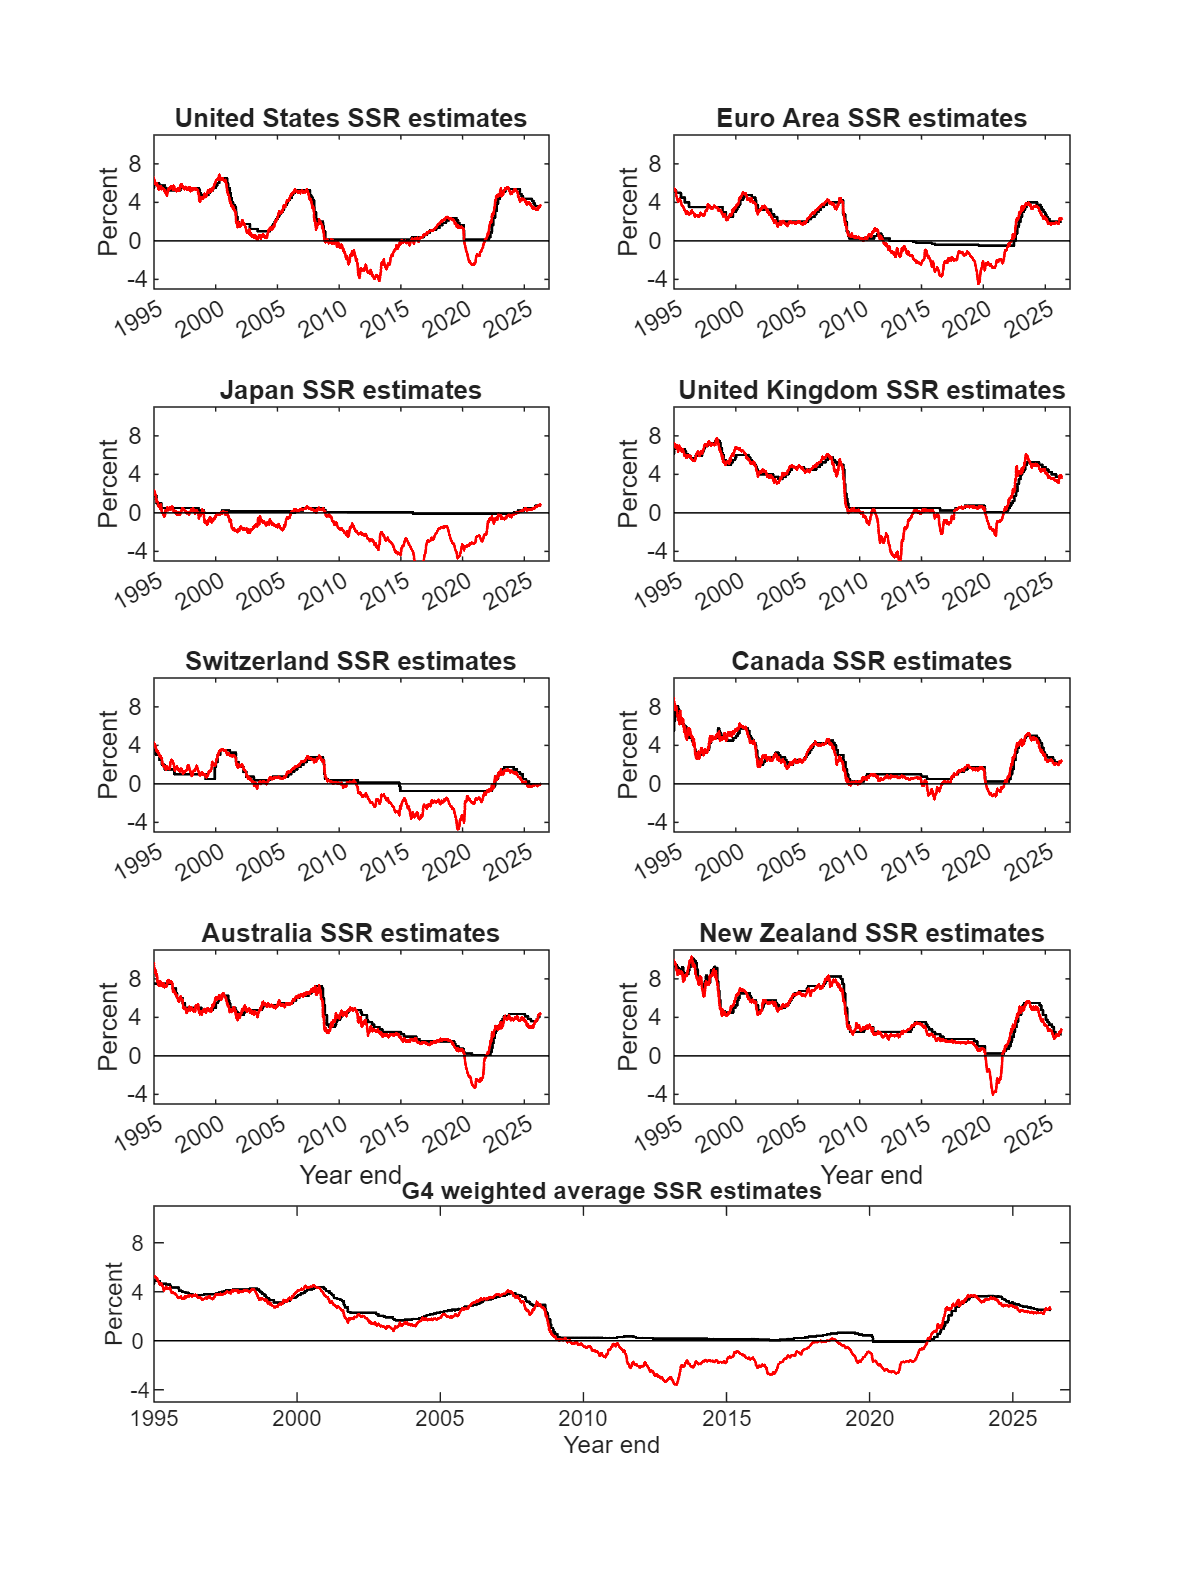 United States SSR estimates
Percent
8
4
0
-4
1995 2000 2005 2010 2015 2020 2025
Euro Area SSR estimates
Percent
8
4
0
-4
1995 2000 2005 2010 2015 2020 2025
Japan SSR estimates
Percent
8
4
0
-4
1995 2000 2005 2010 2015 2020 2025
United Kingdom SSR estimates
Percent
8
4
0
-4
1995 2000 2005 2010 2015 2020 2025
Switzerland SSR estimates
Percent
8
4
0
-4
1995 2000 2005 2010 2015 2020 2025
Canada SSR estimates
Percent
8
4
0
-4
1995 2000 2005 2010 2015 2020 2025
Australia SSR estimates
Percent
8
4
0
-4
1995 2000 2005 2010 2015 2020 2025
Year end
New Zealand SSR estimates
Percent
8
4
0
-4
1995 2000 2005 2010 2015 2020 2025
Year end
G4 weighted average SSR estimates
Percent
8
4
0
-4
1995 2000 2005 2010 2015 2020 2025
Year end